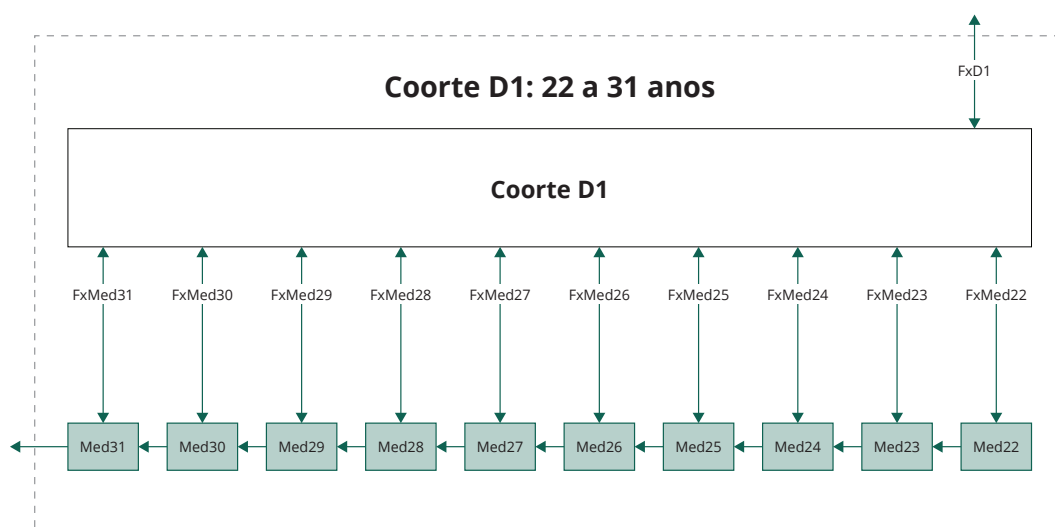 FxD1
Coorte D1: 22 a 31 anos
Coorte D1
FxMed31 FxMed30 FxMed29 FxMed28 FxMed27 FxMed26 FxMed25 FxMed24 FxMed23 FxMed22
Med31 Med30 Med29 Med28 Med27 Med26 Med25 Med24 Med23 Med22